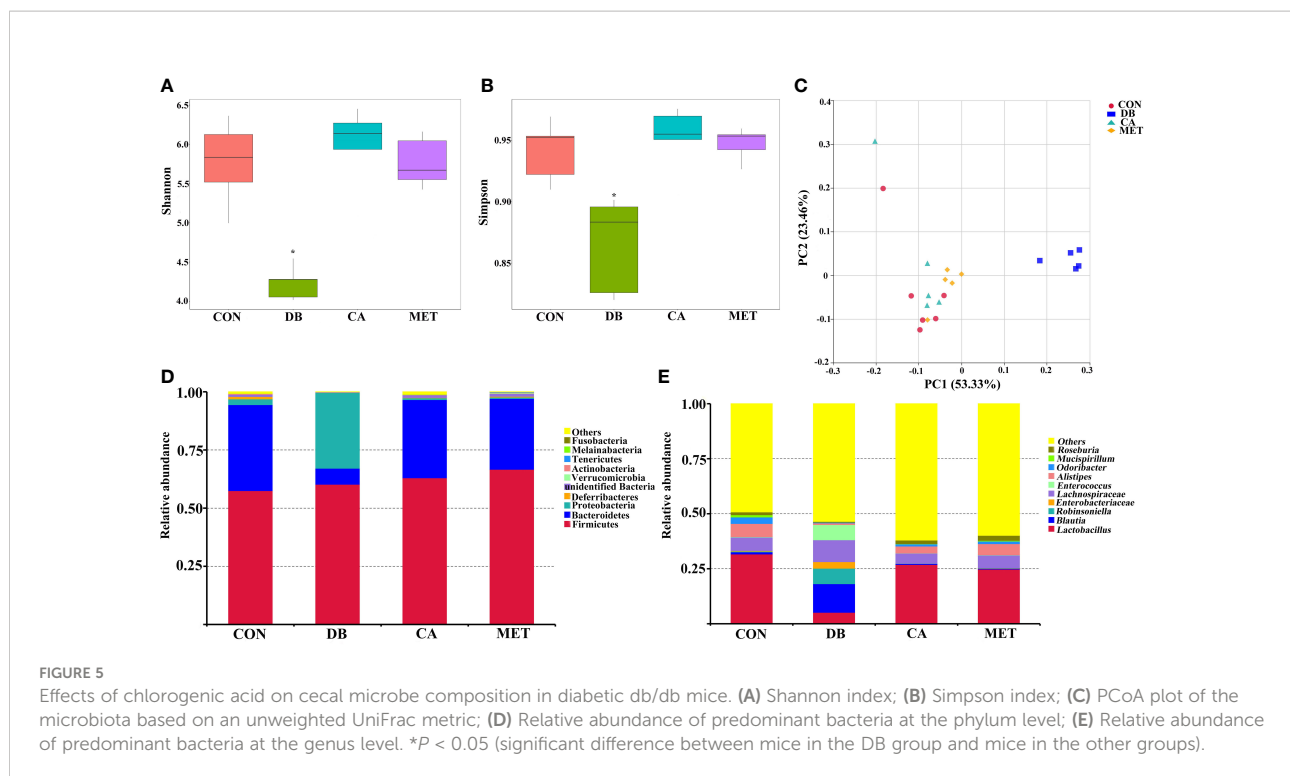 A
Shannon
6.5
6.0
5.5
5.0
4.5
4.0
*
CON DB CA MET
B
Simpson
0.95
0.90
0.85
*
CON DB CA MET
C
PC2 (23.46%)
0.4
0.3
0.2
0.1
0
-0.1
-0.2
-0.3 -0.2 -0.1 0 0.1 0.2 0.3
PC1 (53.33%)
CON
DB
CA
MET
D
Relative abundance
1.00
0.75
0.50
0.25
CON DB CA MET
Others
Fusobacteria
Melainabacteria
Tenericutes
Actinobacteria
Verrucomicrobia
unidentified Bacteria
Deferribacteres
Proteobacteria
Bacteroidetes
Firmicutes
E
Relative abundance
1.00
0.75
0.50
0.25
CON DB CA MET
Others
Roseburia
Mucispirillum
Odoribacter
Alistipes
Enterococcus
Lachnospiraceae
Enterobacteriaceae
Robinsoniella
Blautia
Lactobacillus
FIGURE 5
Effects of chlorogenic acid on cecal microbe composition in diabetic db/db mice. (A) Shannon index; (B) Simpson index; (C) PCoA plot of the
microbiota based on an unweighted UniFrac metric; (D) Relative abundance of predominant bacteria at the phylum level; (E) Relative abundance
of predominant bacteria at the genus level. *P < 0.05 (significant difference between mice in the DB group and mice in the other groups).